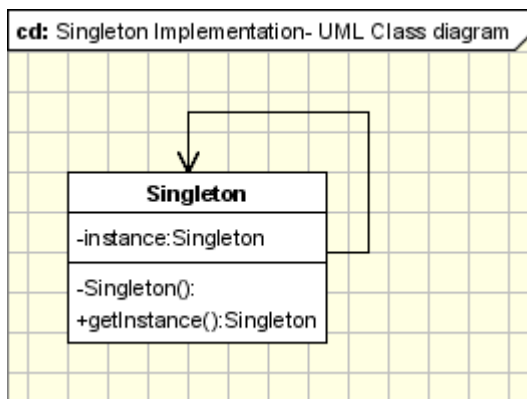 cd: Singleton Implementation- UML Class diagram
Singleton
-instance:Singleton
-Singleton():
+getInstance():Singleton